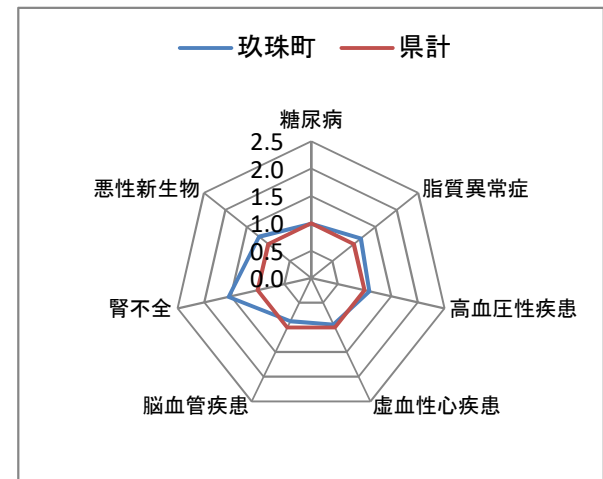 玖珠町 県計
糖尿病
2.5
2.0
1.5
1.0
0.5
0.0
脂質異常症
高血圧性疾患
虚血性心疾患
脳血管疾患
腎不全
悪性新生物